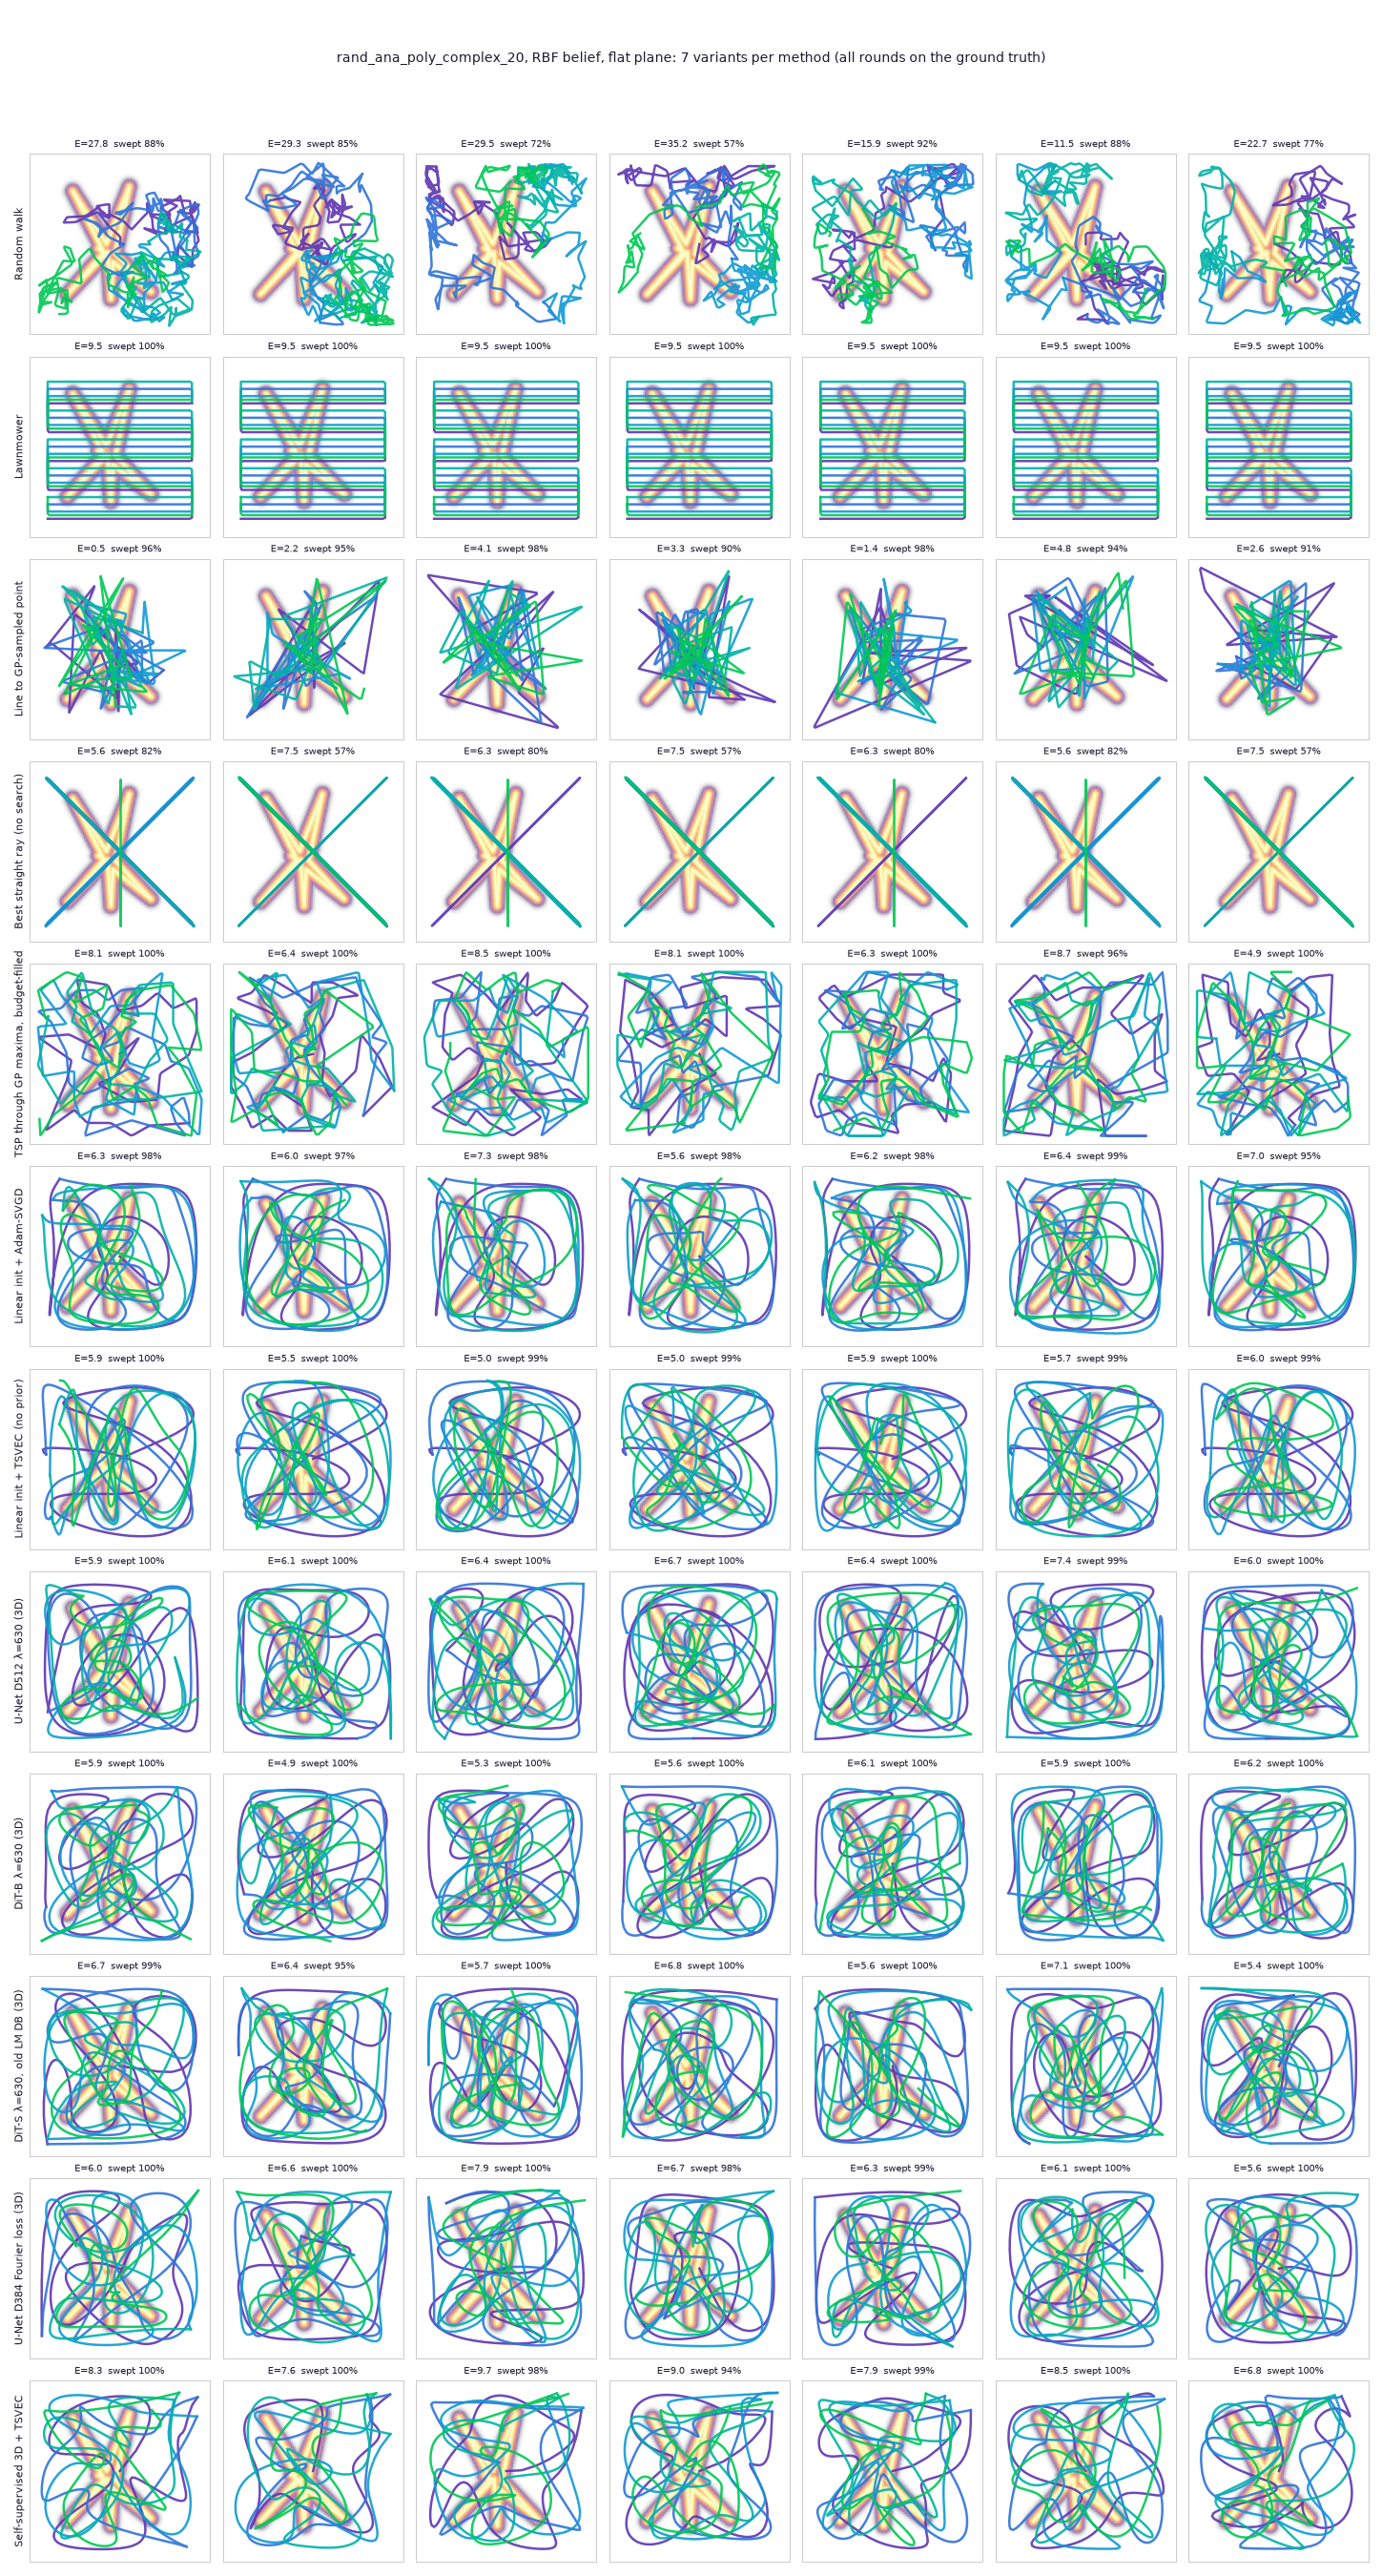 rand_ana_poly_complex_20, RBF belief, flat plane: 7 variants per method (all rounds on the ground truth)
E=27.8 swept 88% E=29.3 swept 85% E=29.5 swept 72% E=35.2 swept 57% E=15.9 swept 92% E=11.5 swept 88% E=22.7 swept 77%
Random walk
E=9.5 swept 100% E=9.5 swept 100% E=9.5 swept 100% E=9.5 swept 100% E=9.5 swept 100% E=9.5 swept 100% E=9.5 swept 100%
Lawnmower
E=0.5 swept 96% E=2.2 swept 95% E=4.1 swept 98% E=3.3 swept 90% E=1.4 swept 98% E=4.8 swept 94% E=2.6 swept 91%
Line to GP-sampled point
E=5.6 swept 82% E=7.5 swept 57% E=6.3 swept 80% E=7.5 swept 57% E=6.3 swept 80% E=5.6 swept 82% E=7.5 swept 57%
Best straight ray (no search)
E=8.1 swept 100% E=6.4 swept 100% E=8.5 swept 100% E=8.1 swept 100% E=6.3 swept 100% E=8.7 swept 96% E=4.9 swept 100%
TSP through GP maxima, budget-filled
E=6.3 swept 98% E=6.0 swept 97% E=7.3 swept 98% E=5.6 swept 98% E=6.2 swept 98% E=6.4 swept 99% E=7.0 swept 95%
Linear init + Adam-SVGD
E=5.9 swept 100% E=5.5 swept 100% E=5.0 swept 99% E=5.0 swept 99% E=5.9 swept 100% E=5.7 swept 99% E=6.0 swept 99%
Linear init + TSVEC (no prior)
E=5.9 swept 100% E=6.1 swept 100% E=6.4 swept 100% E=6.7 swept 100% E=6.4 swept 100% E=7.4 swept 99% E=6.0 swept 100%
U-Net D512 λ=630 (3D)
E=5.9 swept 100% E=4.9 swept 100% E=5.3 swept 100% E=5.6 swept 100% E=6.1 swept 100% E=5.9 swept 100% E=6.2 swept 100%
DiT-B λ=630 (3D)
E=6.7 swept 99% E=6.4 swept 95% E=5.7 swept 100% E=6.8 swept 100% E=5.6 swept 100% E=7.1 swept 100% E=5.4 swept 100%
DiT-S λ=630, old LM DB (3D)
E=6.0 swept 100% E=6.6 swept 100% E=7.9 swept 100% E=6.7 swept 98% E=6.3 swept 99% E=6.1 swept 100% E=5.6 swept 100%
U-Net D384 Fourier loss (3D)
E=8.3 swept 100% E=7.6 swept 100% E=9.7 swept 98% E=9.0 swept 94% E=7.9 swept 99% E=8.5 swept 100% E=6.8 swept 100%
Self-supervised 3D + TSVEC